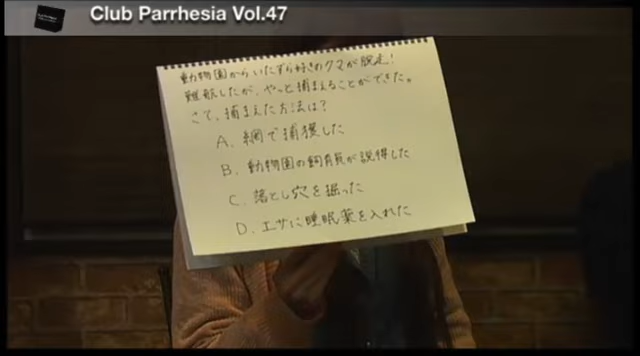 Club Parrhesia Vol.47
動物園からいたずら好きのクマが脱走!
難航したが、やっと捕まえることができた。
さて、捕まえた方法は?
A. 網で捕獲した
B. 動物園の飼育員が説得した
C. 落とし穴を掘った
D. エサに睡眠薬を入れた